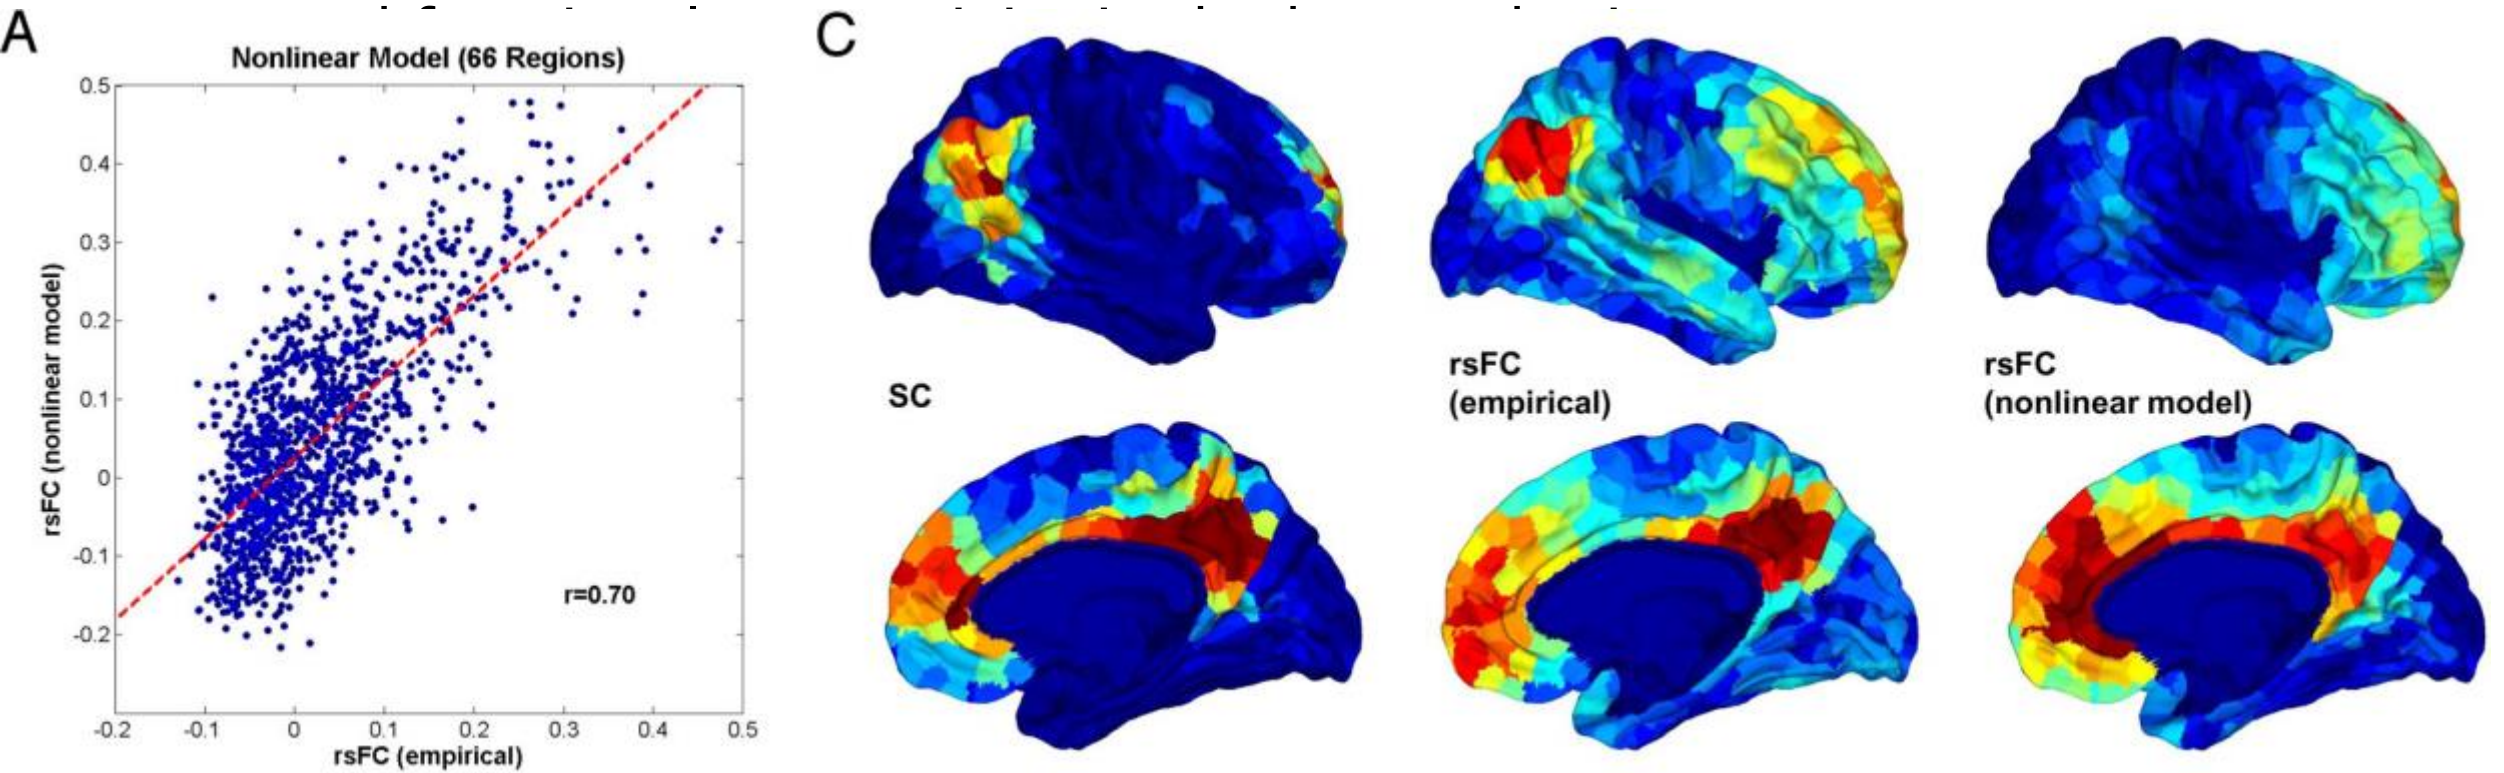 A
Nonlinear Model (66 Regions)
0.5
0.4
0.3
0.2
0.1
0
-0.1
-0.2
rsFC (nonlinear model)
r=0.70
-0.2 -0.1 0 0.1 0.2 0.3 0.4 0.5
rsFC (empirical)
C
SC
rsFC
(empirical)
rsFC
(nonlinear model)